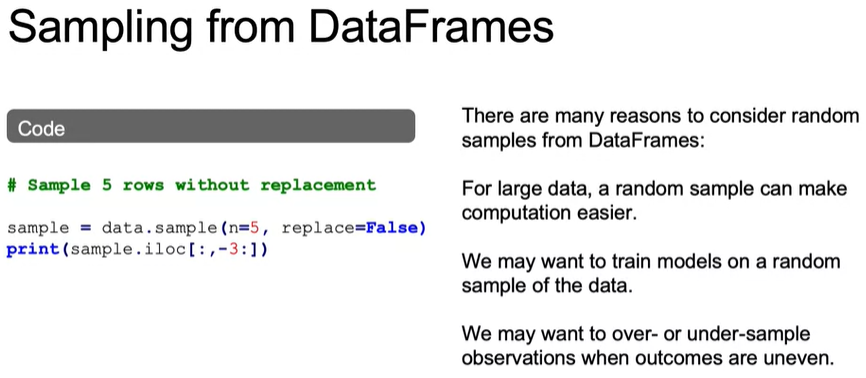 Sampling from DataFrames
Code
# Sample 5 rows without replacement
sample = data.sample(n=5, replace=False)
print(sample.iloc[:,-3:])
There are many reasons to consider random
samples from DataFrames:
For large data, a random sample can make
computation easier.
We may want to train models on a random
sample of the data.
We may want to over- or under-sample
observations when outcomes are uneven.